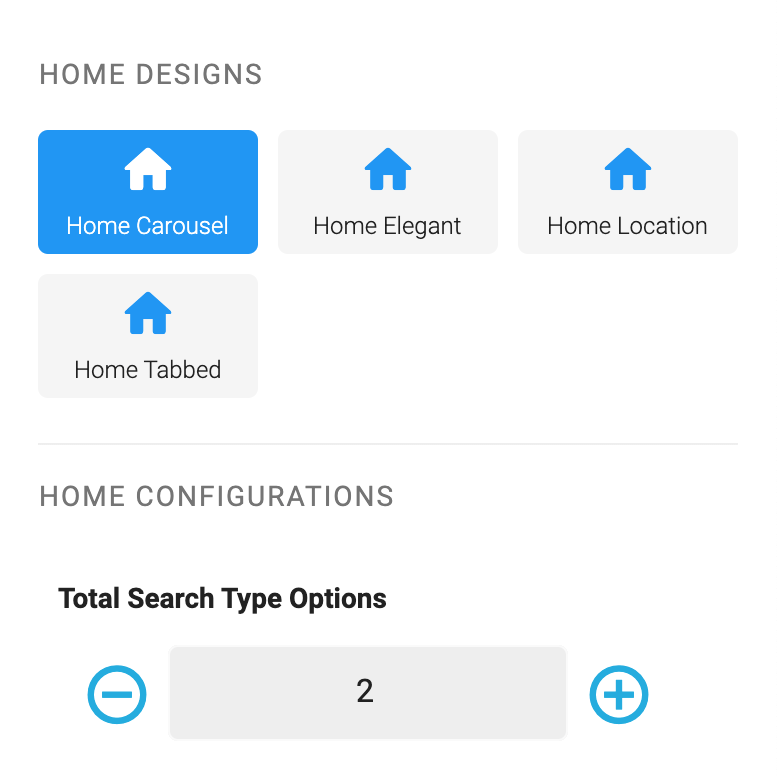 HOME DESIGNS
Home Carousel
Home Elegant
Home Location
Home Tabbed
HOME CONFIGURATIONS
Total Search Type Options
2